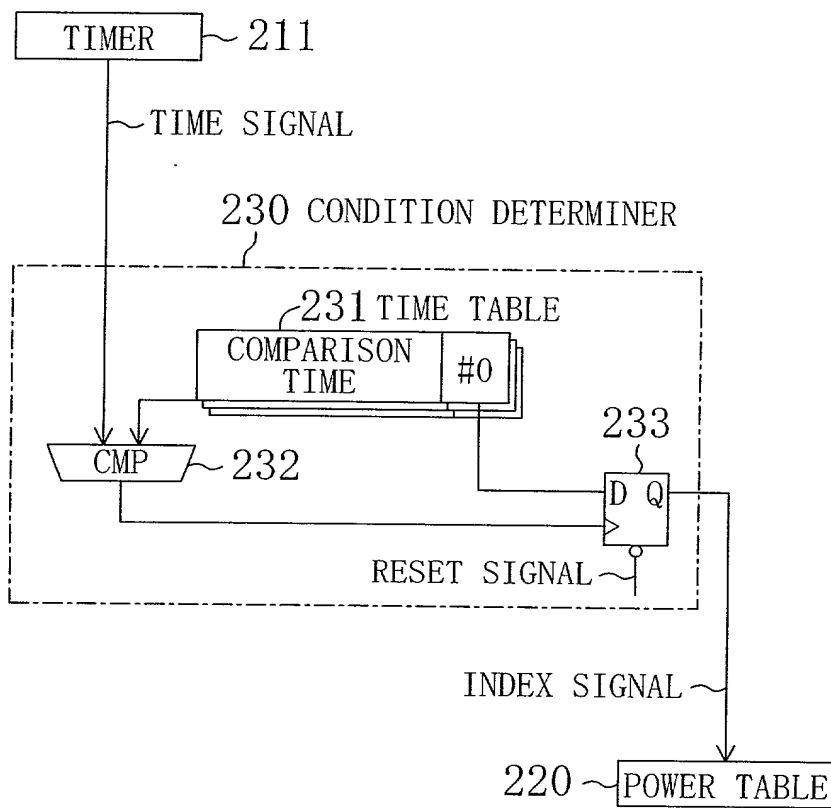 TIMER 211
TIME SIGNAL
230 CONDITION DETERMINER
231 TIME TABLE
COMPARISON TIME #0
233
CMP 232
D Q
RESET SIGNAL
INDEX SIGNAL
220 POWER TABLE